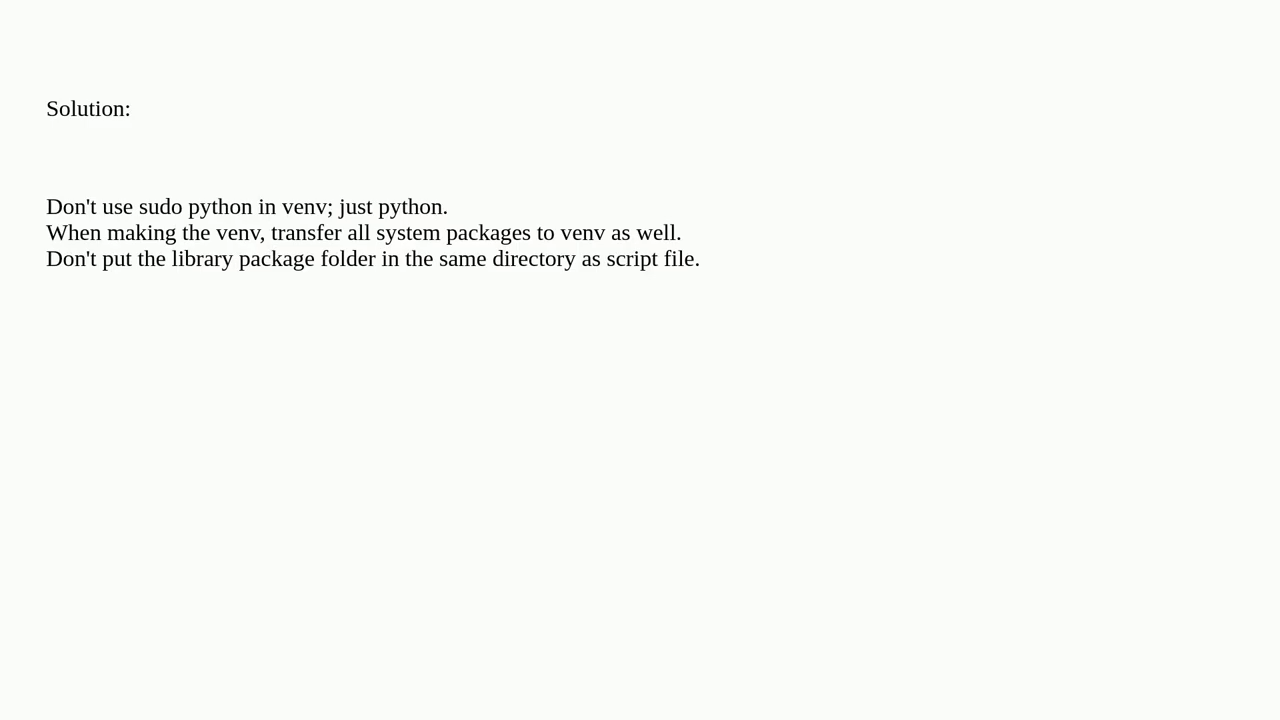 Solution:
Don't use sudo python in venv; just python.
When making the venv, transfer all system packages to venv as well.
Don't put the library package folder in the same directory as script file.